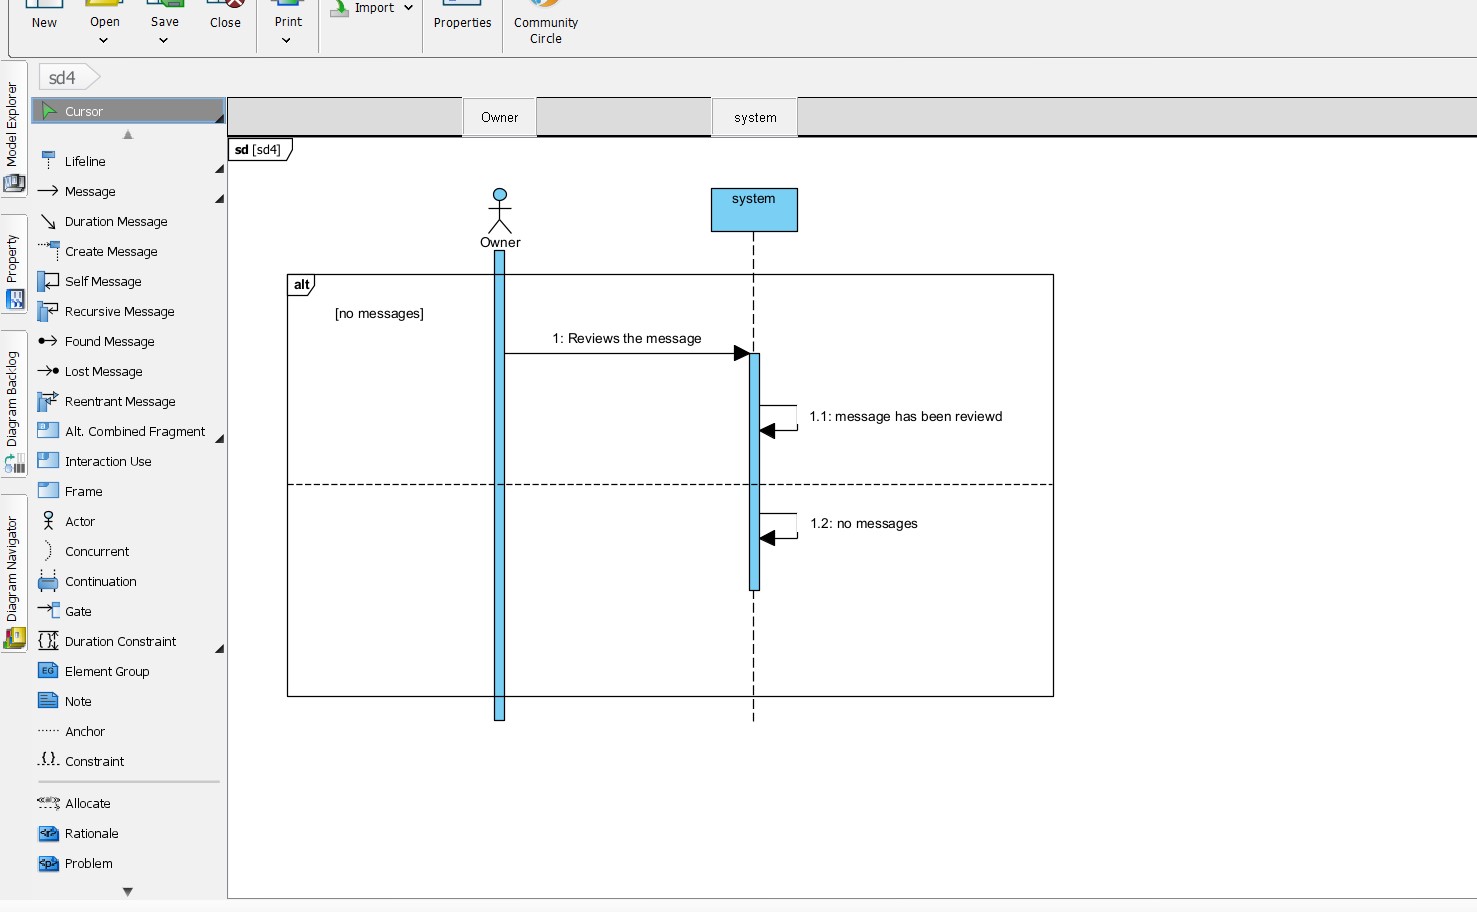 New
Open
Save
Close
Print
Import
Properties
Community
Circle
sd4
Model Explorer
Property
Diagram Backlog
Diagram Navigator
Cursor
Lifeline
Message
Duration Message
Create Message
Self Message
Recursive Message
Found Message
Lost Message
Reentrant Message
Alt. Combined Fragment
Interaction Use
Frame
Actor
Concurrent
Continuation
Gate
Duration Constraint
EG Element Group
Note
Anchor
Constraint
Allocate
Rationale
Problem
Owner
system
sd [sd4]
system
Owner
alt
[no messages]
1: Reviews the message
1.1: message has been reviewd
1.2: no messages